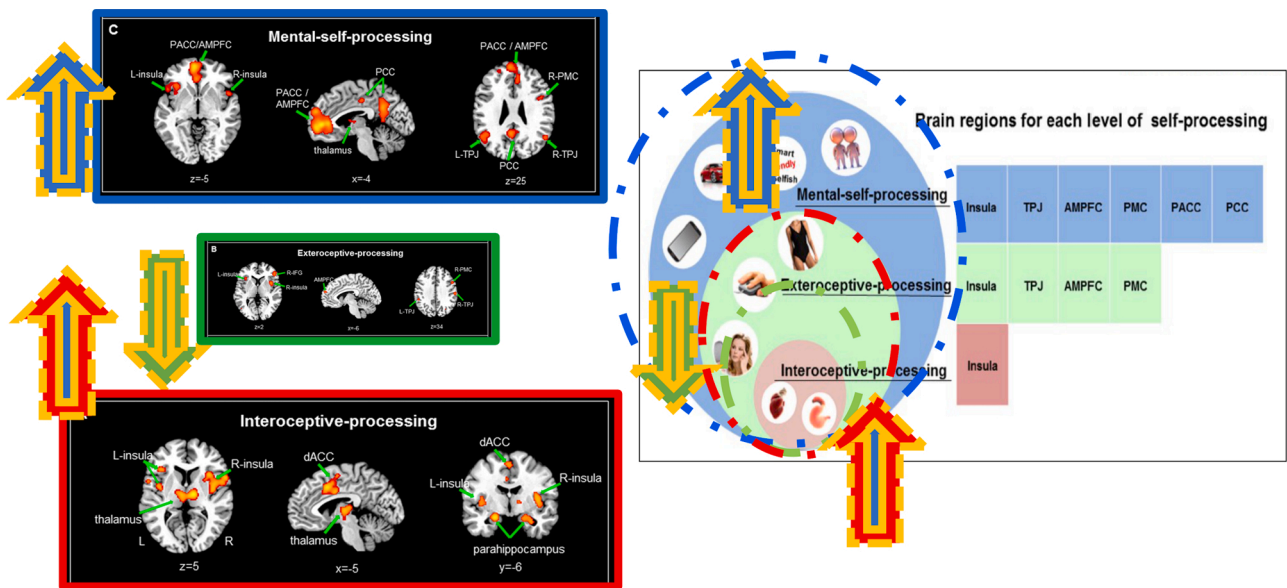 C
Mental-self-processing
PACC/AMPFC
L-insula
R-insula
z=-5
PCC
PACC /
AMPFC
thalamus
x=-4
PACC / AMPFC
R-PMC
L-TPJ
R-TPJ
PCC
z=25
B
Exteroceptive-processing
L-insula
R-IFG
R-insula
z=2
AMPFC
x=-6
R-PMC
L-TPJ
R-TPJ
z=34
Interoceptive-processing
L-insula
R-insula
thalamus
L
R
z=5
dACC
thalamus
x=-5
dACC
L-insula
R-insula
parahippocampus
y=-6
Brain regions for each level of self-processing
Mental-self-processing
Insula TPJ AMPFC PMC PACC PCC
Exteroceptive-processing
Insula TPJ AMPFC PMC
Interoceptive-processing
Insula